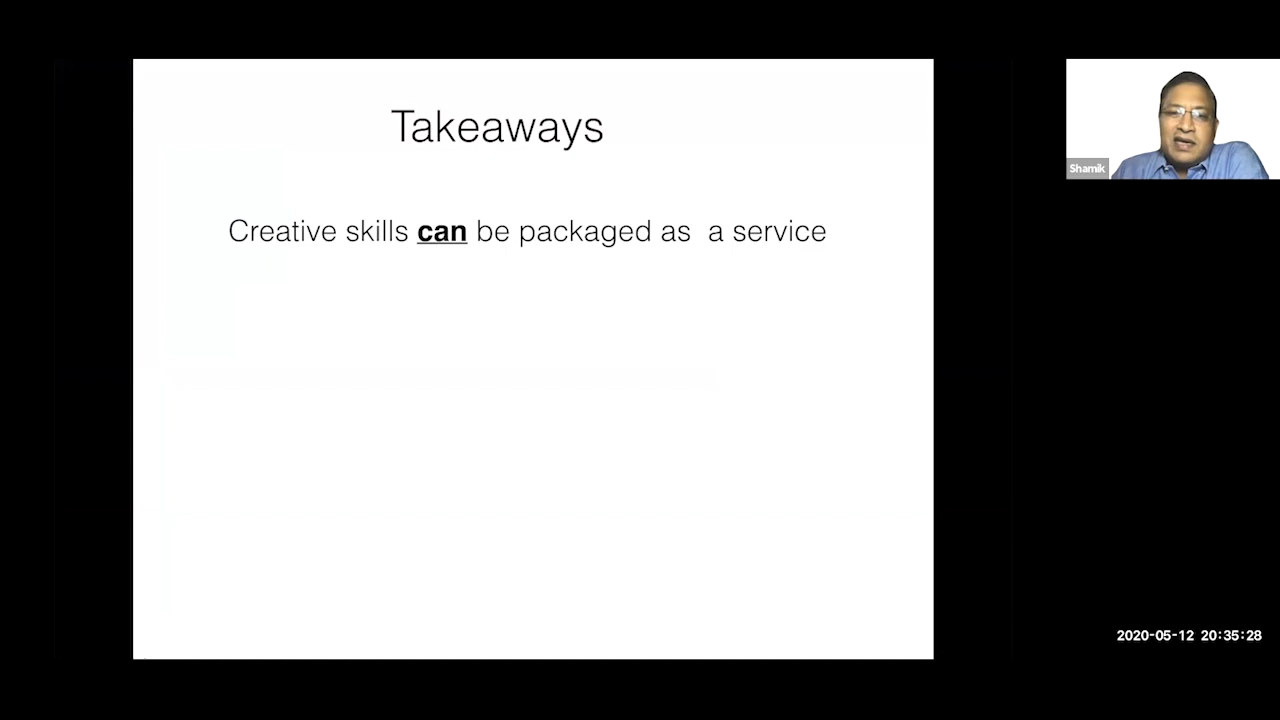 Takeaways
Creative skills can be packaged as  a service
Shamik
2020-05-12 20:35:28